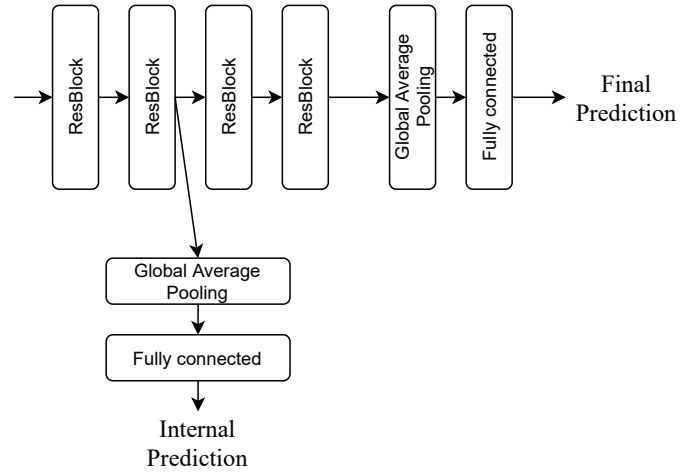 ResBlock
ResBlock
ResBlock
ResBlock
Global Average
Pooling
Fully connected
Final
Prediction
Global Average
Pooling
Fully connected
Internal
Prediction